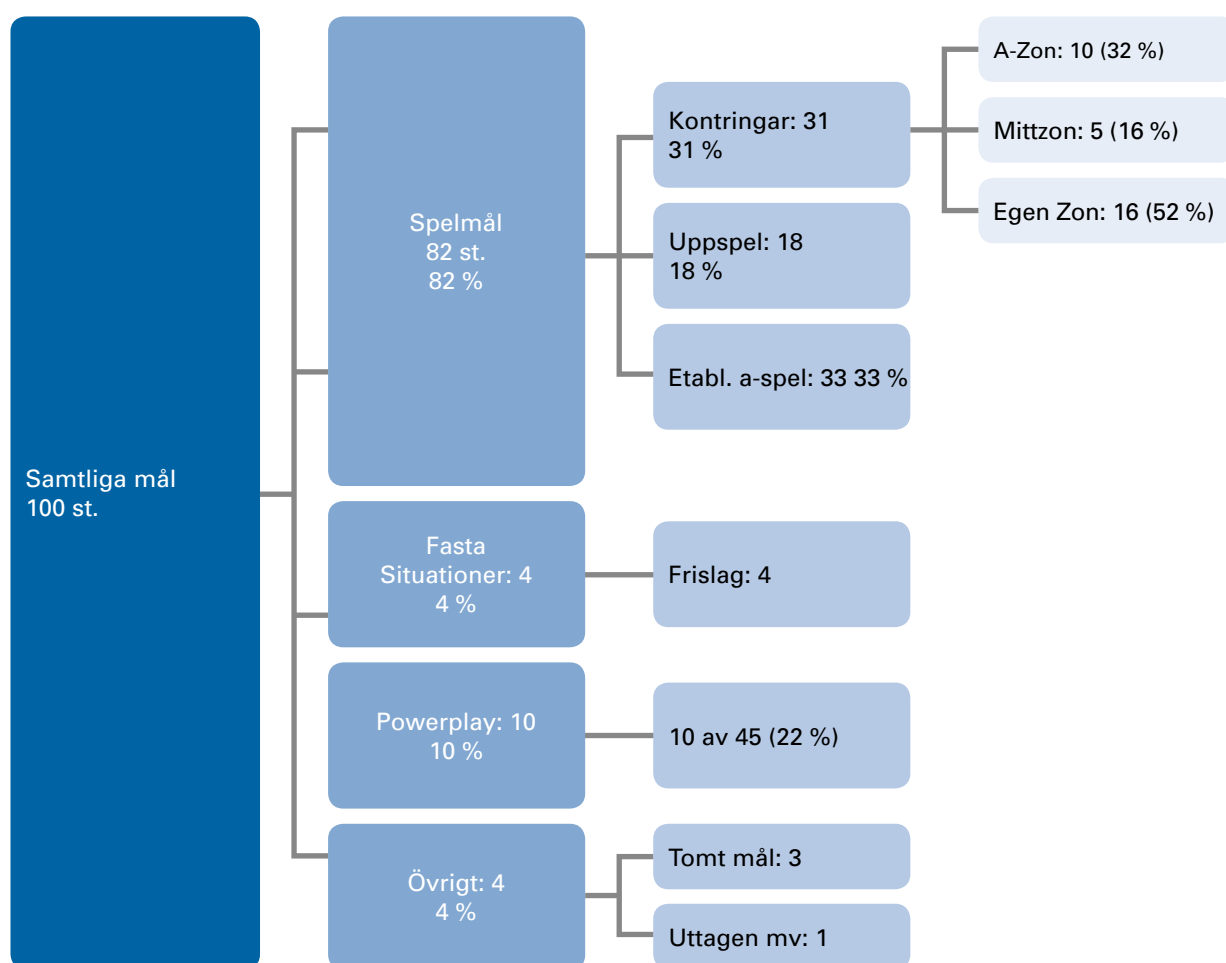 Samtliga mål
100 st.
Spelmål
82 st.
82 %
Kontringar: 31
31 %
A-Zon: 10 (32 %)
Mittzon: 5 (16 %)
Egen Zon: 16 (52 %)
Uppspel: 18
18 %
Etabl. a-spel: 33 33 %
Fasta
Situationer: 4
4 %
Frislag: 4
Powerplay: 10
10 %
10 av 45 (22 %)
Övrigt: 4
4 %
Tomt mål: 3
Uttagen mv: 1